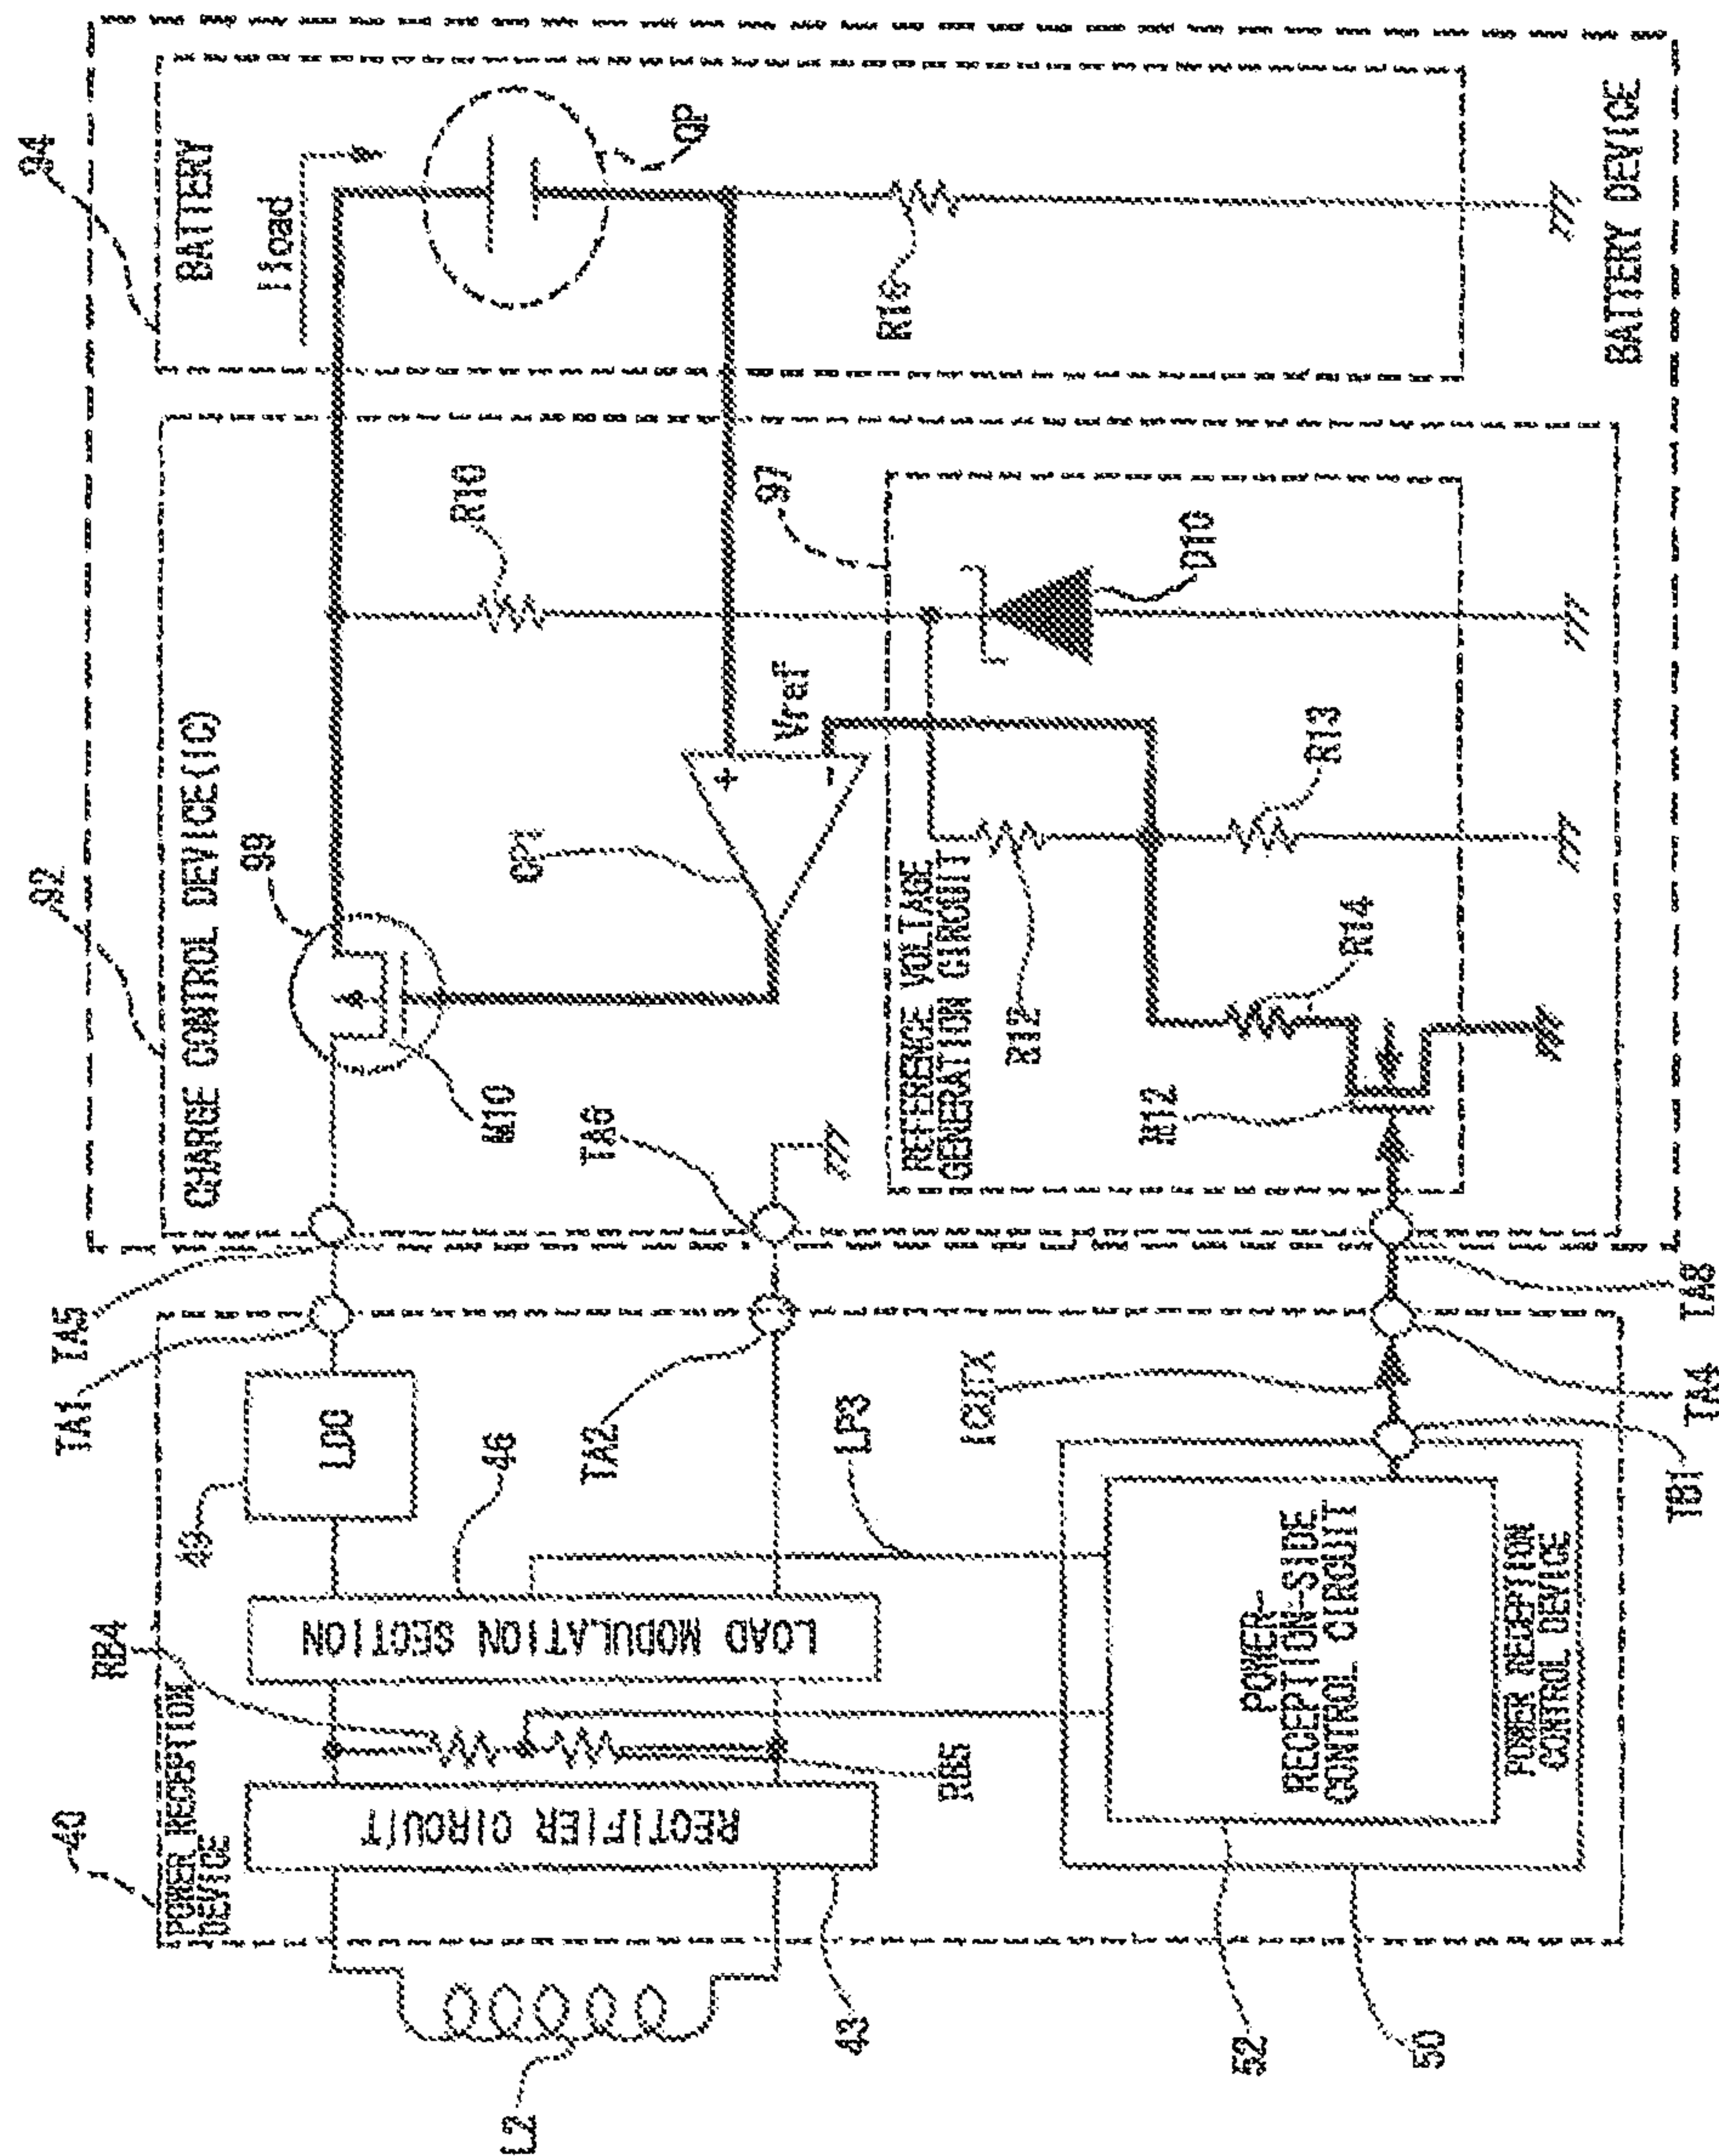 40
POWER RECEPTION
DEVICE
RB4
49
LDO
TA1
TA5
92
CHARGE CONTROL DEVICE(IC)
99
94
BATTERY
Iload
M10
R10
QP
46
TA2
TA6
OP1
Vref
97
L2
RECTIFIER CIRCUIT
LOAD MODULATION SECTION
43
RB5
LP3
REFERENCE VOLTAGE
GENERATION CIRCUIT
R12
R16
D10
ICUTX
M12
R14
R13
52
50
POWER-
RECEPTION-SIDE
CONTROL CIRCUIT
POWER RECEPTION
CONTROL DEVICE
TB1
TA4
TA8
BATTERY DEVICE